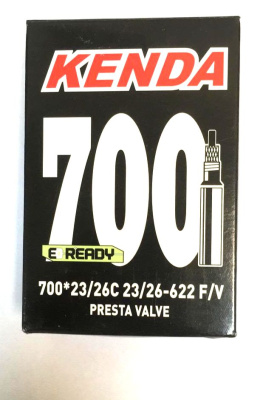 KENDA
700
E READY
700*23/26C 23/26-622 F/V
PRESTA VALVE